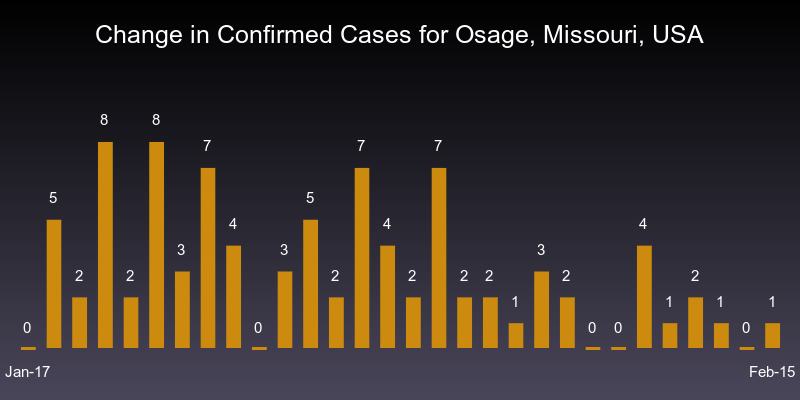 Change in Confirmed Cases for Osage, Missouri, USA
0 5 2 8 2 8 3 7 4 0 3 5 2 7 4 2 7 2 2 1 3 2 0 0 4 1 2 1 0 1
Jan-17 Feb-15